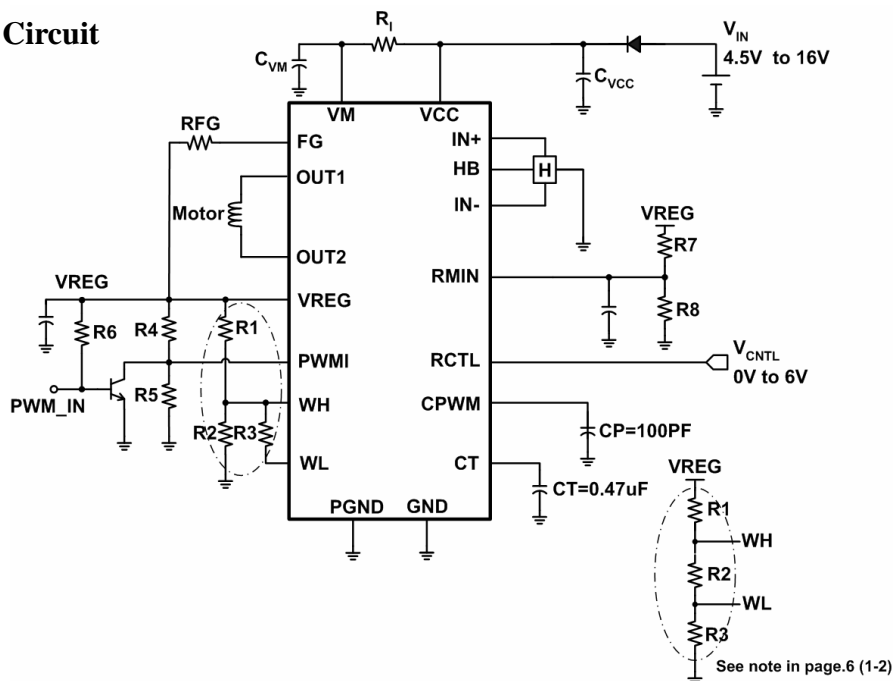 Circuit
R_I
V_IN
4.5V to 16V
C_VM
C_VCC
VM
VCC
RFG
FG
IN+
OUT1
HB
H
Motor
IN-
VREG
OUT2
R7
RMIN
VREG
VREG
R8
R6
R4
R1
PWMI
RCTL
V_CNTL
0V to 6V
PWM_IN
R5
WH
CPWM
R2
R3
CP=100PF
WL
CT
VREG
CT=0.47uF
PGND
GND
R1
WH
R2
WL
R3
See note in page.6 (1-2)